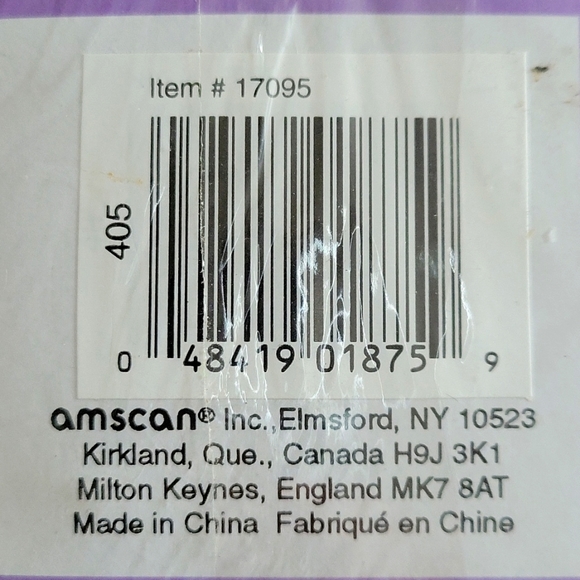 Item # 17095
405
0 48419 01875 9
amscan® Inc.,Elmsford, NY 10523
Kirkland, Que., Canada H9J 3K1
Milton Keynes, England MK7 8AT
Made in China Fabriqué en Chine